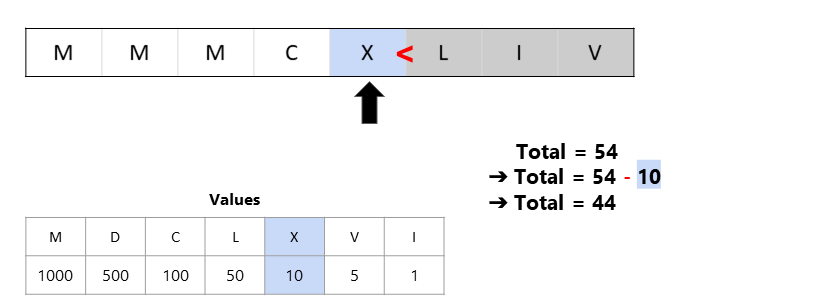 M M M C X < L I V
Total = 54
➔ Total = 54 - 10
➔ Total = 44
Values
M D C L X V I
1000 500 100 50 10 5 1